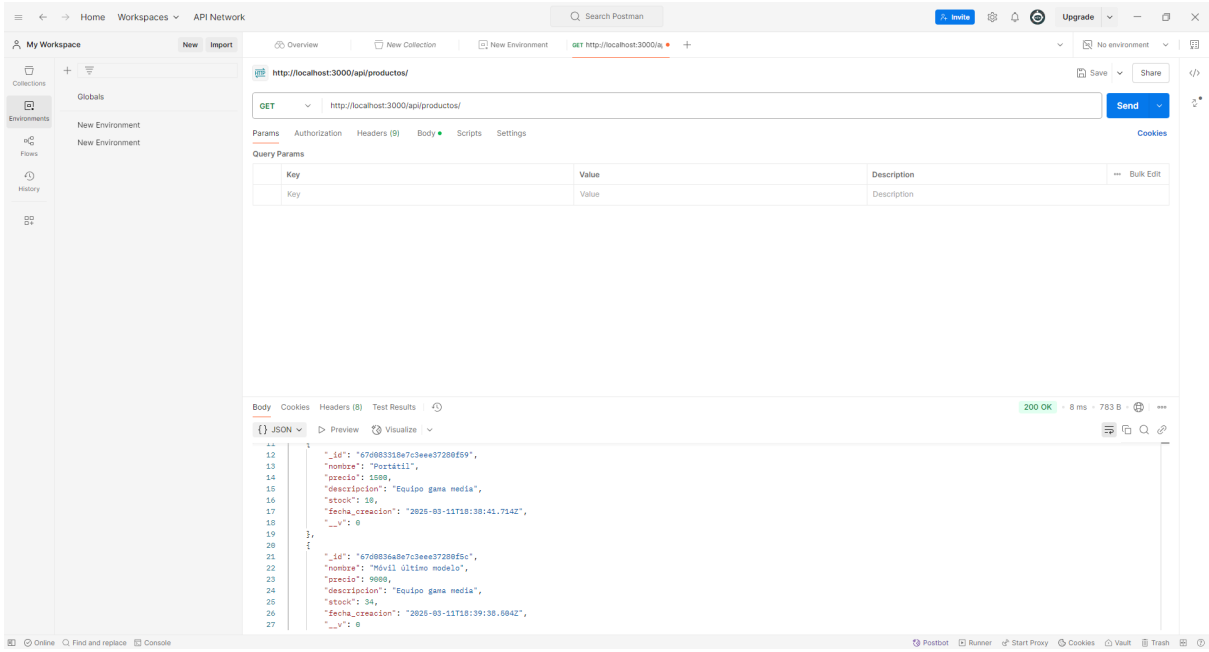 Home Workspaces API Network Search Postman Invite Upgrade
My Workspace New Import Overview New Collection New Environment GET http://localhost:3000/a No environment
Collections
Environments
Flows
History
Globals
New Environment
New Environment
HTTP http://localhost:3000/api/productos/ Save Share
GET http://localhost:3000/api/productos/ Send
Params Authorization Headers (9) Body Scripts Settings Cookies
Query Params
Key Value Description Bulk Edit
Key Value Description
Body Cookies Headers (8) Test Results 200 OK 8 ms 783 B
{} JSON Preview Visualize
11 {
12 "_id": "67d083318e7c3eee37280f59",
13 "nombre": "Portátil",
14 "precio": 1500,
15 "descripcion": "Equipo gama media",
16 "stock": 10,
17 "fecha_creacion": "2025-03-11T18:38:41.714Z",
18 "__v": 0
19 },
20 {
21 "_id": "67d0836a8e7c3eee37280f5c",
22 "nombre": "Móvil último modelo",
23 "precio": 9000,
24 "descripcion": "Equipo gama media",
25 "stock": 34,
26 "fecha_creacion": "2025-03-11T18:39:38.504Z",
27 "__v": 0
Online Find and replace Console Postbot Runner Start Proxy Cookies Vault Trash